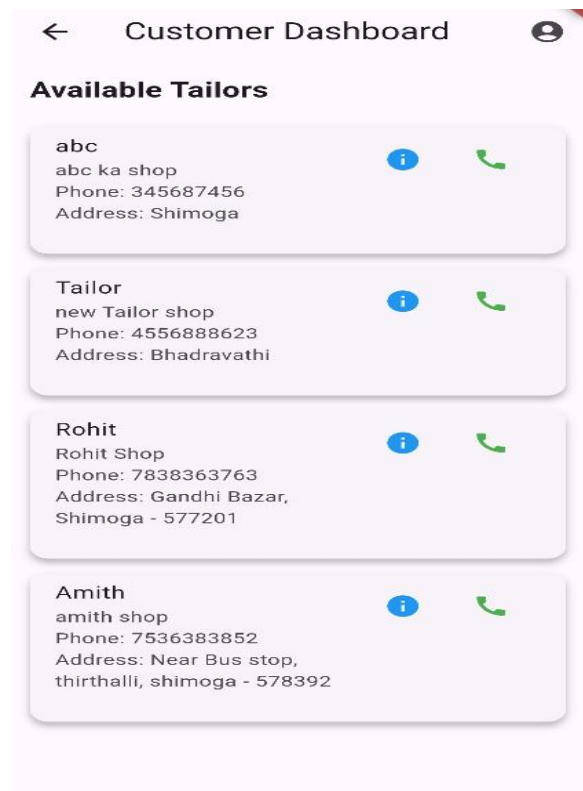 Customer Dashboard
Available Tailors
abc
abc ka shop
Phone: 345687456
Address: Shimoga
Tailor
new Tailor shop
Phone: 4556888623
Address: Bhadravathi
Rohit
Rohit Shop
Phone: 7838363763
Address: Gandhi Bazar,
Shimoga - 577201
Amith
amith shop
Phone: 7536383852
Address: Near Bus stop,
thirthalli, shimoga - 578392